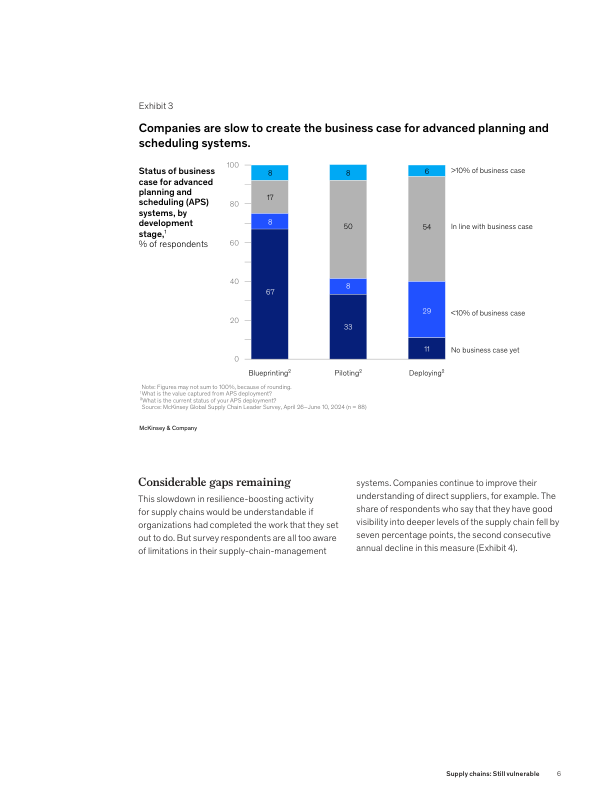 Exhibit 3
Companies are slow to create the business case for advanced planning and
scheduling systems.
Status of business
case for advanced
planning and
scheduling (APS)
systems, by
development
stage,¹
% of respondents
100
80
60
40
20
0
8
17
8
67
8
50
8
33
6
54
29
11
>10% of business case
In line with business case
<10% of business case
No business case yet
Blueprinting²
Piloting²
Deploying²
Note: Figures may not sum to 100%, because of rounding.
¹What is the value captured from APS deployment?
²What is the current status of your APS deployment?
Source: McKinsey Global Supply Chain Leader Survey, April 26–June 10, 2024 (n = 88)
McKinsey & Company
Considerable gaps remaining
This slowdown in resilience-boosting activity
for supply chains would be understandable if
organizations had completed the work that they set
out to do. But survey respondents are all too aware
of limitations in their supply-chain-management
systems. Companies continue to improve their
understanding of direct suppliers, for example. The
share of respondents who say that they have good
visibility into deeper levels of the supply chain fell by
seven percentage points, the second consecutive
annual decline in this measure (Exhibit 4).
Supply chains: Still vulnerable 6